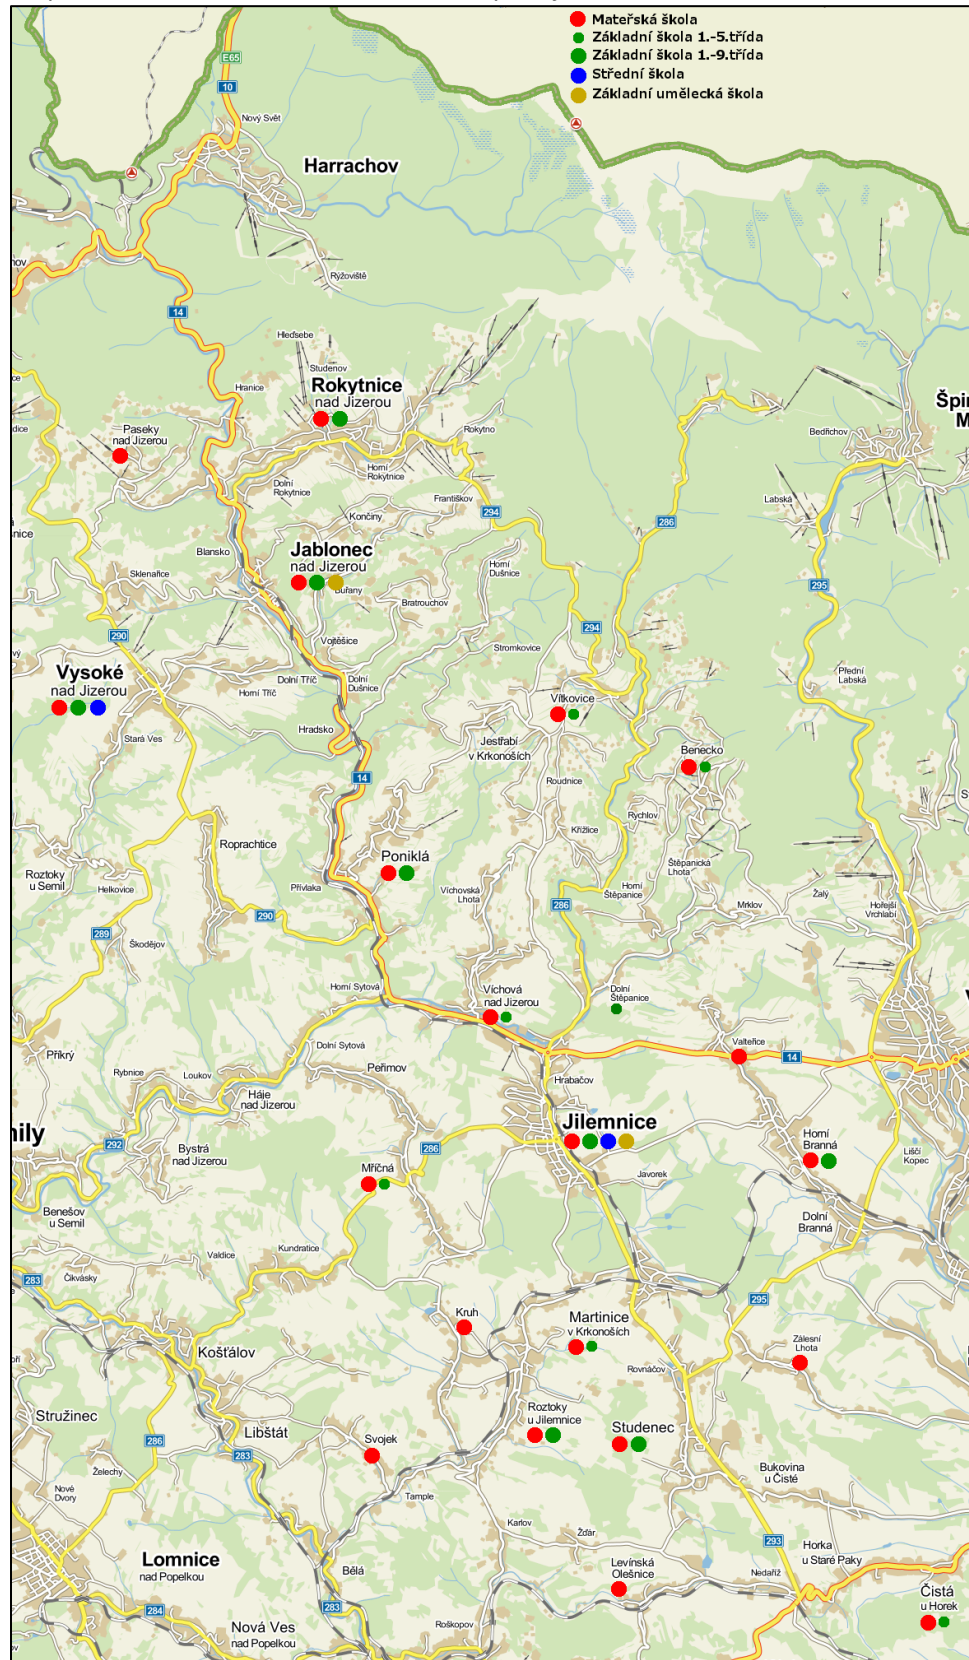 Mateřská škola
Základní škola 1.-5.třída
Základní škola 1.-9.třída
Střední škola
Základní umělecká škola
E65
10
Nový Svět
Harrachov
Rýžoviště
14
Hleďsebe
Studenov
Hranice
Rokytnice
nad Jizerou
Paseky
nad Jizerou
Rokytno
Bedřichov
Horní
Rokytnice
Dolní
Rokytnice
Františkov
Labská
294
286
Končiny
Blansko
Jablonec
nad Jizerou
Horní
Dušnice
Sklenařice
Buřany
Bratrouchov
295
290
294
Vojtěšice
Stromkovice
Vysoké
nad Jizerou
Dolní Tříč
Dolní
Dušnice
Horní Tříč
Přední
Labská
Vítkovice
Hradsko
Stará Ves
Jestřabí
v Krkonoších
Benecko
14
Roudnice
Rychlov
Křížlice
Roprachtice
Poniklá
Štěpanická
Lhota
Roztoky
u Semil
Helkovice
Přívlaka
Víchovská
Lhota
Horní
Štěpanice
Žalý
Mrklov
286
Hořejší
Vrchlabí
290
289
Škodějov
Horní Sytová
Víchová
nad Jizerou
Dolní
Štěpanice
Dolní Sytová
Valteřice
14
Příkrý
Rybnice
Loukov
Peřimov
Hrabačov
Háje
nad Jizerou
Jilemnice
292
Bystrá
nad Jizerou
286
Horní
Branná
Liščí
Kopec
Mříčná
Javorek
Benešov
u Semil
Dolní
Branná
Valdice
Kundratice
283
Čikvásky
283
295
Kruh
Martinice
v Krkonoších
Zálesní
Lhota
Košťálov
Rovnáčov
Roztoky
u Jilemnice
Stružinec
Studenec
Libštát
Svojek
286
283
Želechy
Bukovina
u Čisté
Nové
Dvory
Tample
Karlov
Žďár
293
Horka
u Staré Paky
Lomnice
nad Popelkou
Bělá
Levínská
Olešnice
Nedaříž
Čistá
u Horek
284
283
Nová Ves
nad Popelkou
Roškopov